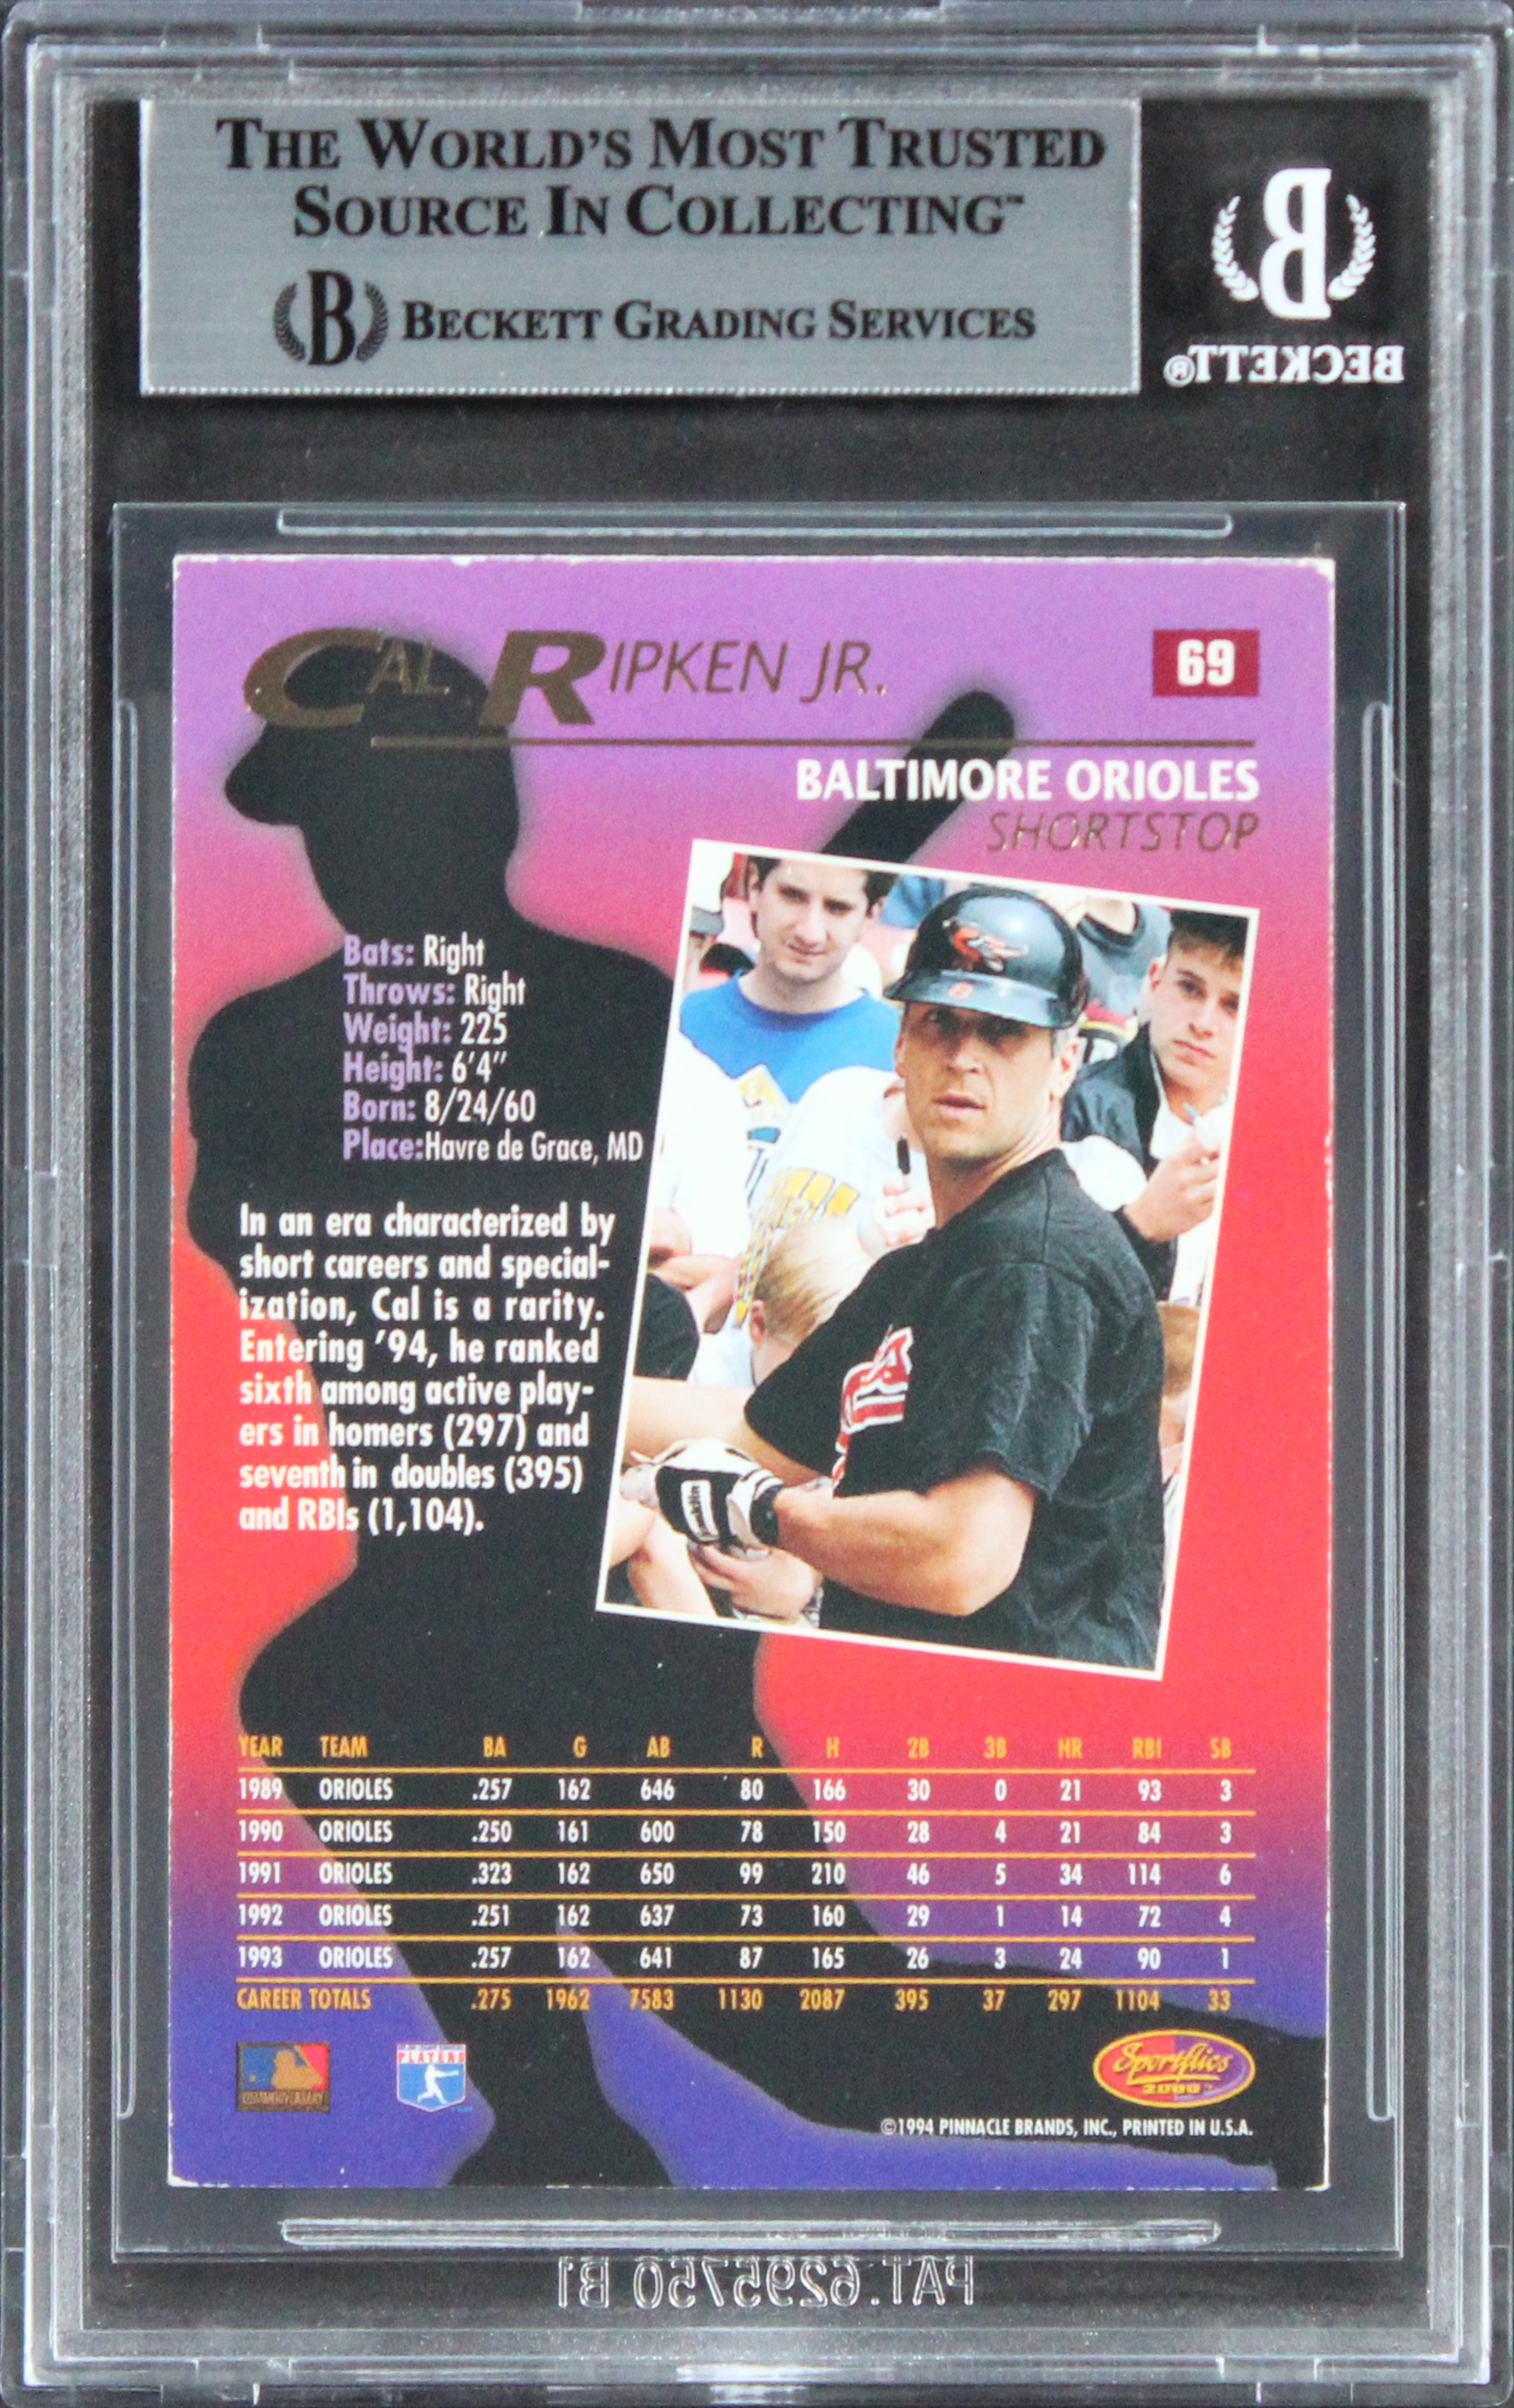 THE WORLD'S MOST TRUSTED
SOURCE IN COLLECTING™
B BECKETT GRADING SERVICES
B
BECKETT®
CAL RIPKEN JR.
69
BALTIMORE ORIOLES
SHORTSTOP
Bats: Right
Throws: Right
Weight: 225
Height: 6'4"
Born: 8/24/60
Place:Havre de Grace, MD
In an era characterized by
short careers and special-
ization, Cal is a rarity.
Entering '94, he ranked
sixth among active play-
ers in homers (297) and
seventh in doubles (395)
and RBIs (1,104).
Franklin
YEAR TEAM BA G AB R H 2B 3B HR RBI SB
1989 ORIOLES .257 162 646 80 166 30 0 21 93 3
1990 ORIOLES .250 161 600 78 150 28 4 21 84 3
1991 ORIOLES .323 162 650 99 210 46 5 34 114 6
1992 ORIOLES .251 162 637 73 160 29 1 14 72 4
1993 ORIOLES .257 162 641 87 165 26 3 24 90 1
CAREER TOTALS .275 1962 7583 1130 2087 395 37 297 1104 33
PLAYERS
Sportflics
2000™
©1994 PINNACLE BRANDS, INC., PRINTED IN U.S.A.
PAT.6295750 B1